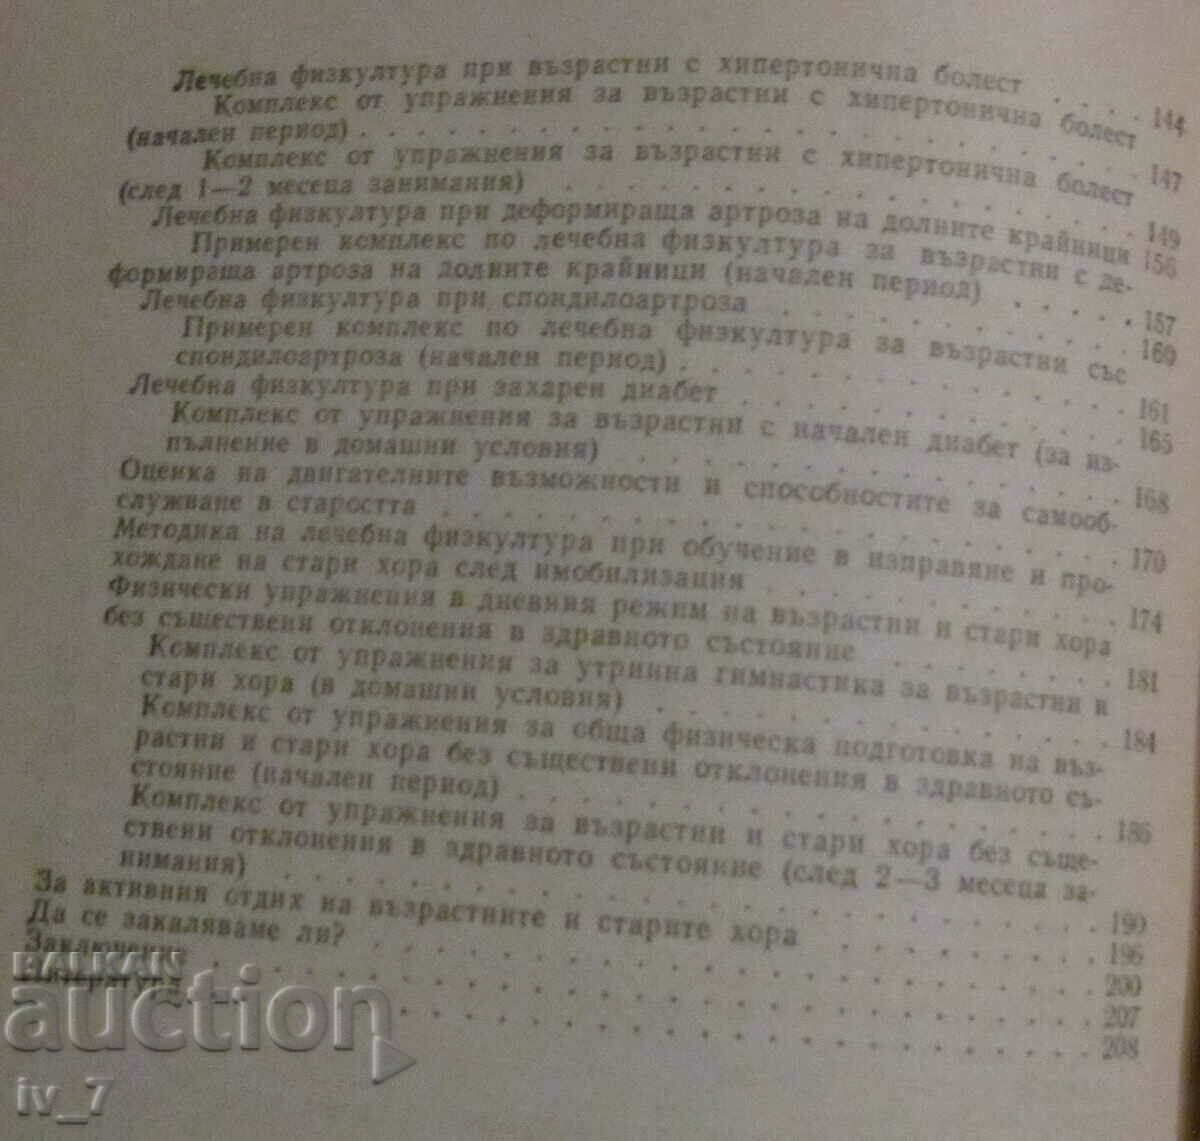 Лечебна физкултура при възрастни с хипертонична болест . . . . 144
Комплекс от упражнения за възрастни с хипертонична болест
(начален период) . . . . . . . . . . . . . . . . . . 147
Комплекс от упражнения за възрастни с хипертонична болест
(след 1—2 месеца занимания) . . . . . . . . . . . . . . 149
Лечебна физкултура при деформираща артроза на долните крайници 156
Примерен комплекс по лечебна физкултура за възрастни с де-
формираща артроза на долните крайници (начален период) . . . . . 157
Лечебна физкултура при спондилоартроза . . . . . . . . . . 160
Примерен комплекс по лечебна физкултура за възрастни със
спондилоартроза (начален период) . . . . . . . . . . . . 161
Лечебна физкултура при захарен диабет . . . . . . . . . . 165
Комплекс от упражнения за възрастни с начален диабет (за из-
пълнение в домашни условия) . . . . . . . . . . . . . 168
Оценка на двигателните възможности и способностите за самооб-
служване в старостта . . . . . . . . . . . . . . . . . 170
Методика на лечебна физкултура при обучение в изправяне и про-
хождане на стари хора след имобилизация . . . . . . . . . . 174
Физически упражнения в дневния режим на възрастни и стари хора
без съществени отклонения в здравното състояние . . . . . . . 181
Комплекс от упражнения за утринна гимнастика за възрастни и
стари хора (в домашни условия) . . . . . . . . . . . . 184
Комплекс от упражнения за обща физическа подготовка на въз-
растни и стари хора без съществени отклонения в здравното съ-
стояние (начален период) . . . . . . . . . . . . . . . 186
Комплекс от упражнения за възрастни и стари хора без същe-
ствени отклонения в здравното състояние (след 2—3 месеца за-
нимания) . . . . . . . . . . . . . . . . . . . . 190
За активния отдих на възрастните и старите хора . . . . . . . 196
Да се закаляваме ли? . . . . . . . . . . . . . . . . . 200
Заключение . . . . . . . . . . . . . . . . . . . . 207
Литература . . . . . . . . . . . . . . . . . . . . 208
BALKAN
auction
iv_7